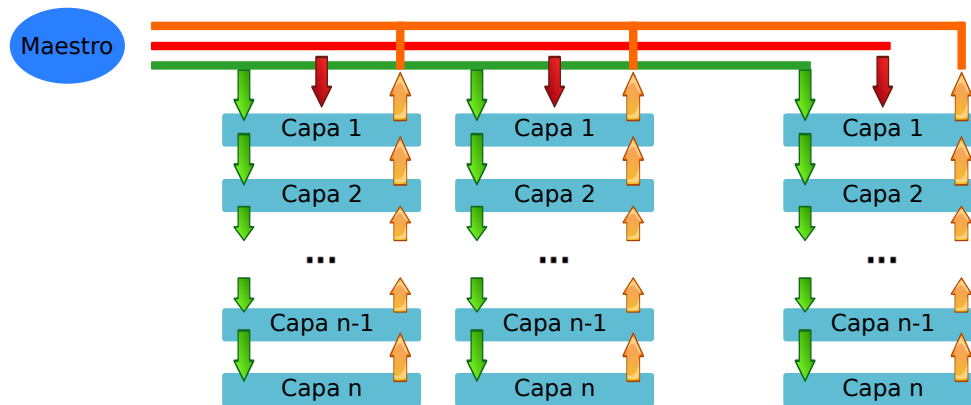 Maestro
Capa 1 Capa 1 Capa 1
Capa 2 Capa 2 Capa 2
... ... ...
Capa n-1 Capa n-1 Capa n-1
Capa n Capa n Capa n